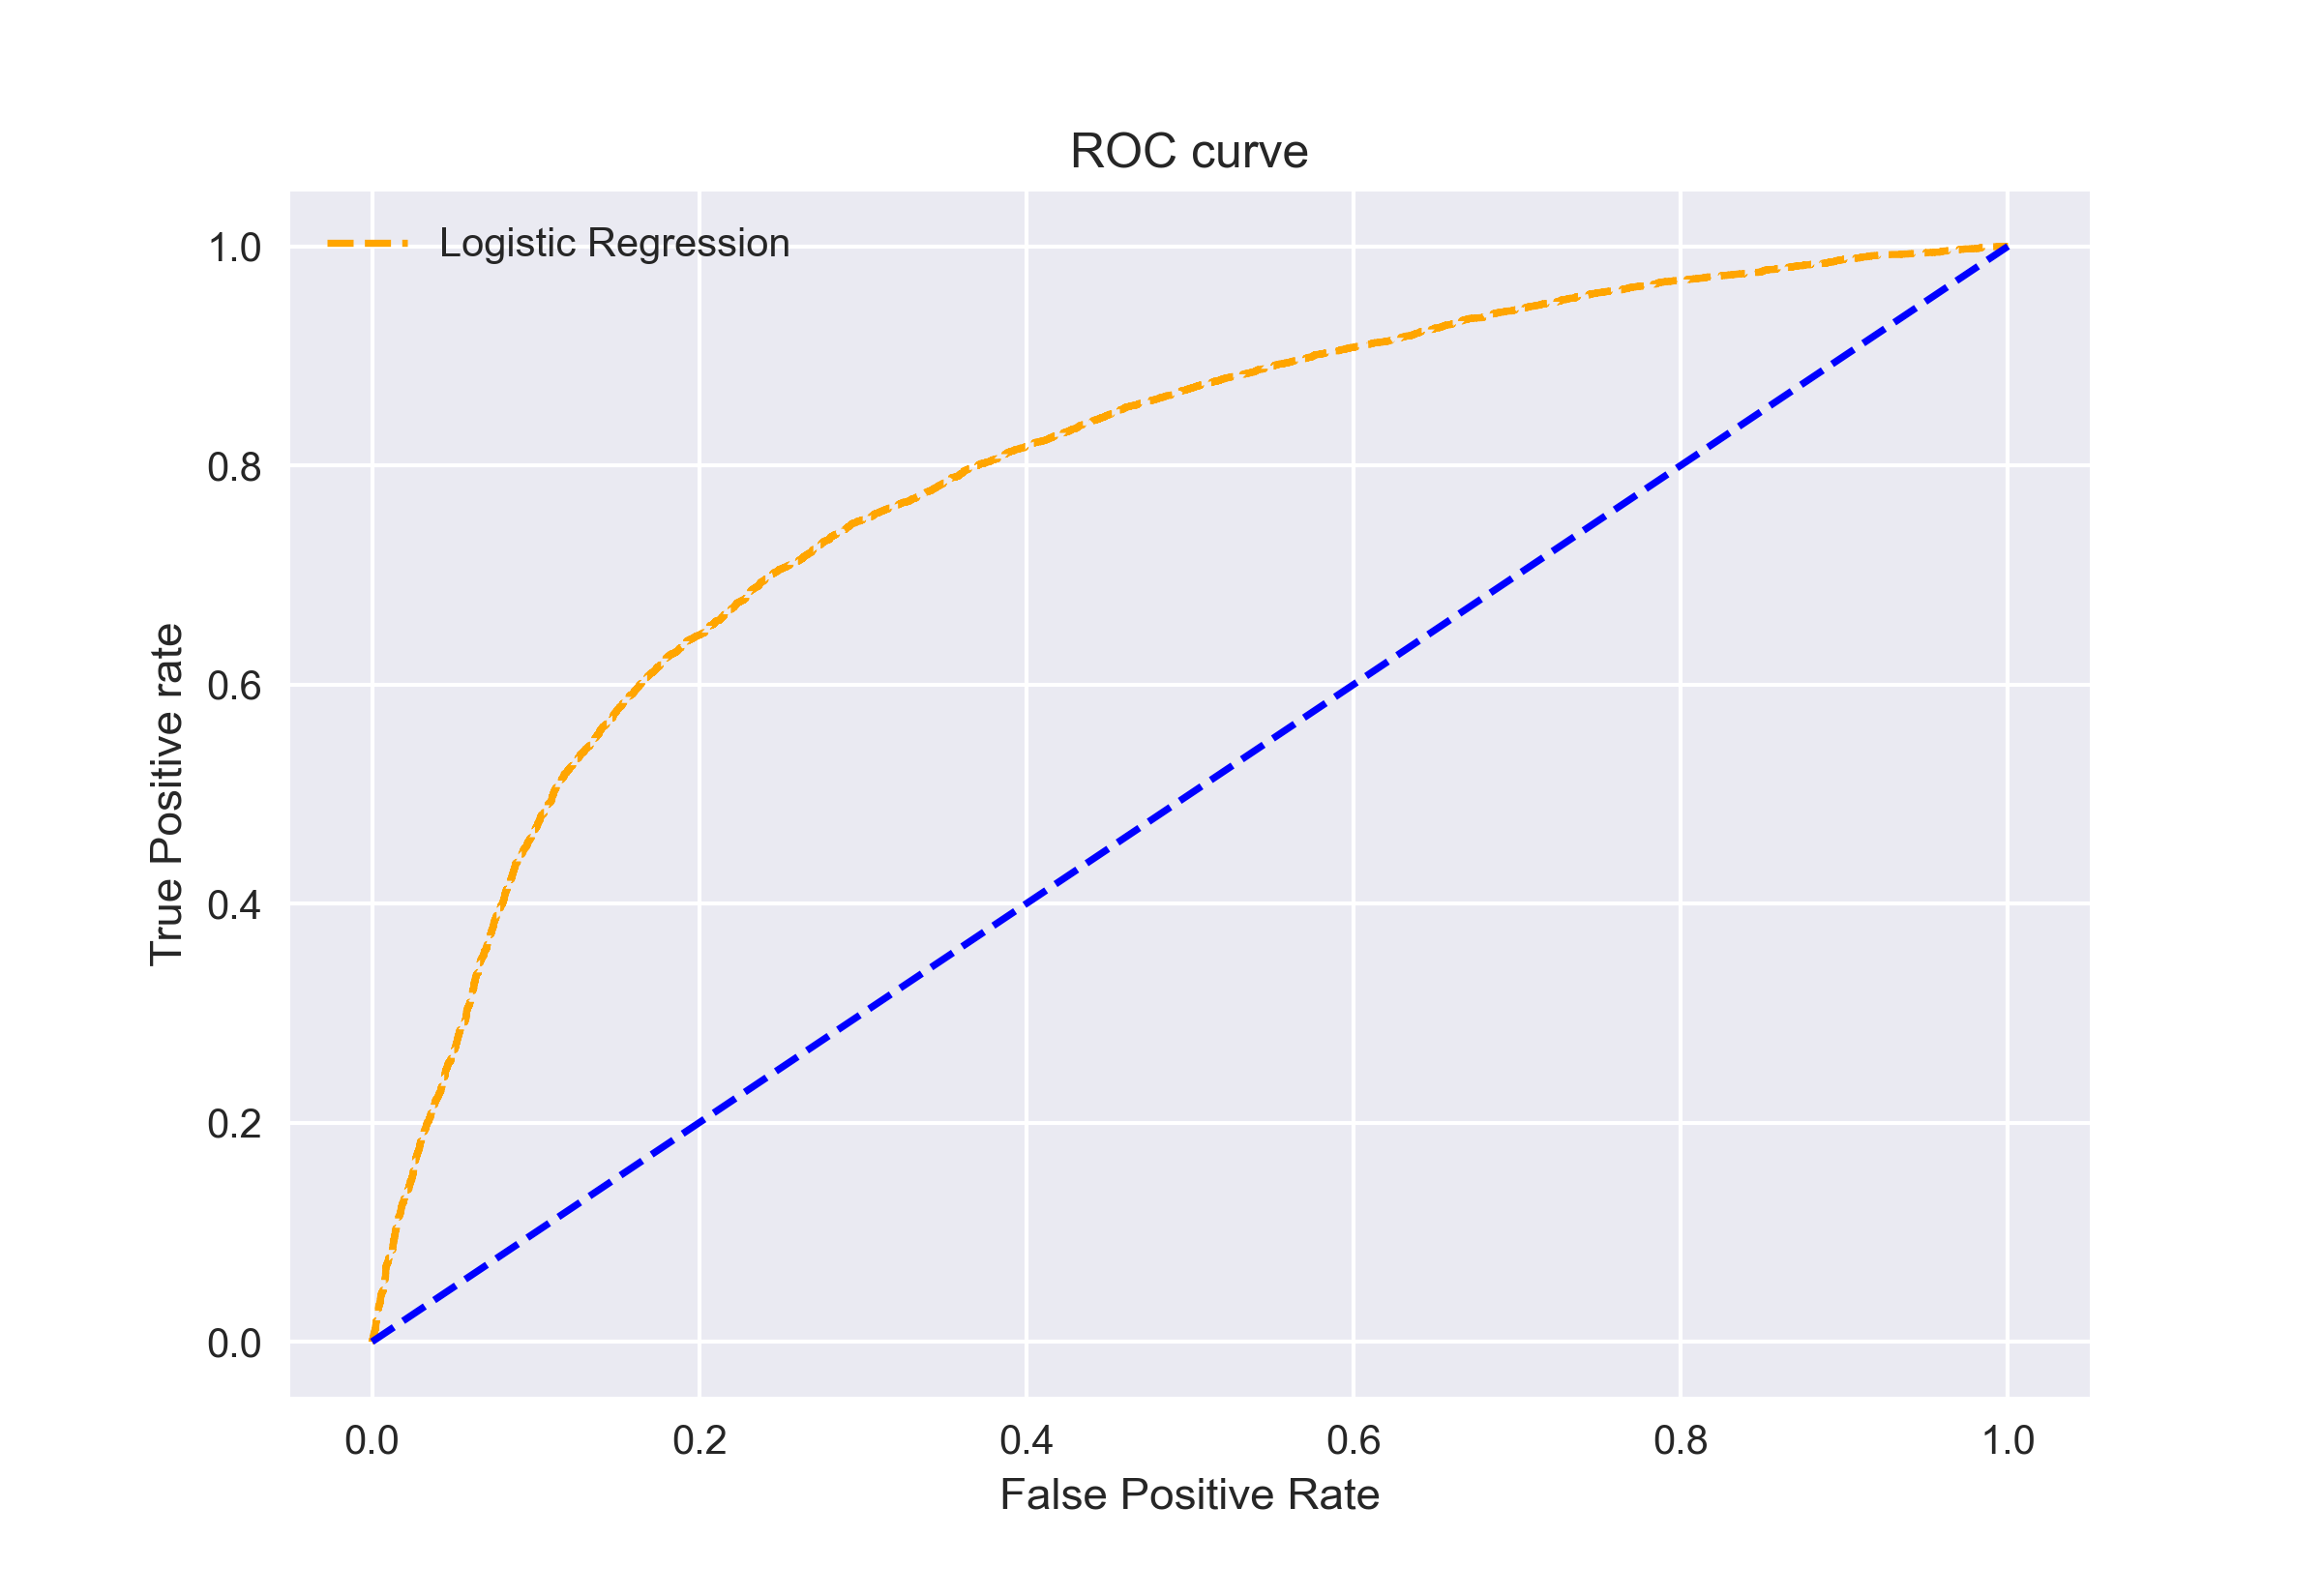 ROC curve
Logistic Regression
1.0
0.8
0.6
0.4
0.2
0.0
True Positive rate
0.0 0.2 0.4 0.6 0.8 1.0
False Positive Rate